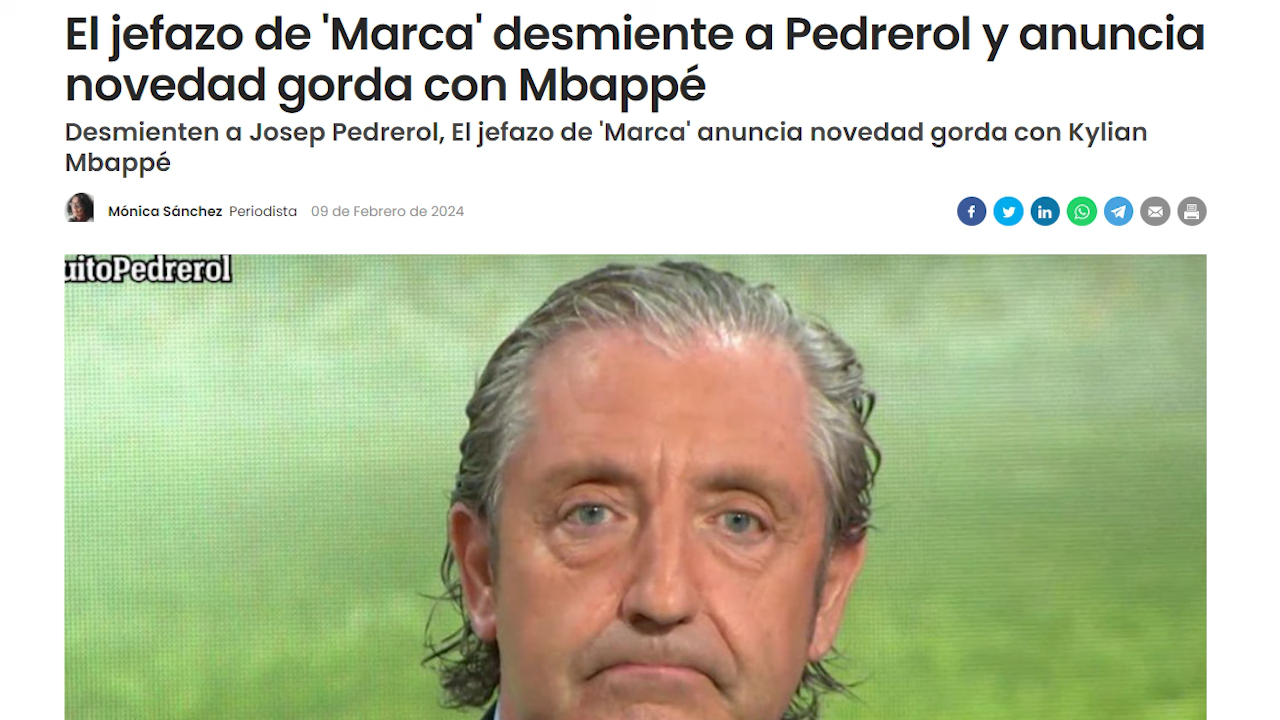 El jefazo de 'Marca' desmiente a Pedrerol y anuncia
novedad gorda con Mbappé
Desmienten a Josep Pedrerol, El jefazo de 'Marca' anuncia novedad gorda con Kylian
Mbappé
Mónica Sánchez Periodista 09 de Febrero de 2024
uitoPedrerol